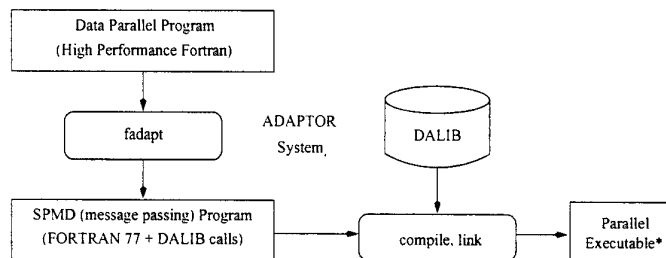 Data Parallel Program
(High Performance Fortran)
fadapt
ADAPTOR
System
DALIB
SPMD (message passing) Program
(FORTRAN 77 + DALIB calls)
compile, link
Parallel
Executable*